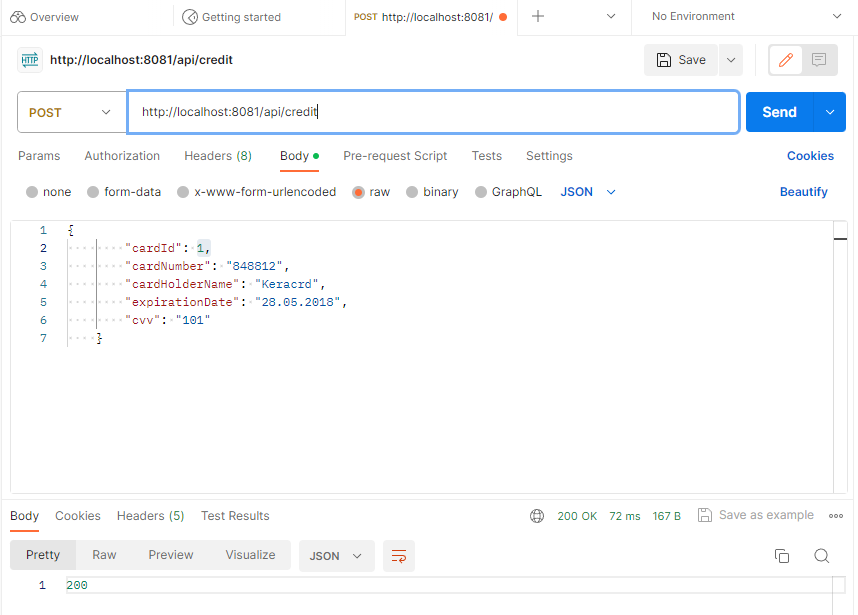 Overview
Getting started
POST http://localhost:8081/
No Environment
HTTP http://localhost:8081/api/credit
Save
POST
http://localhost:8081/api/credit
Send
Params Authorization Headers (8) Body Pre-request Script Tests Settings Cookies
none form-data x-www-form-urlencoded raw binary GraphQL JSON Beautify
1 {
2 "cardId": 1,
3 "cardNumber": "848812",
4 "cardHolderName": "Keracrd",
5 "expirationDate": "28.05.2018",
6 "cvv": "101"
7 }
Body Cookies Headers (5) Test Results 200 OK 72 ms 167 B Save as example
Pretty Raw Preview Visualize JSON
1 200